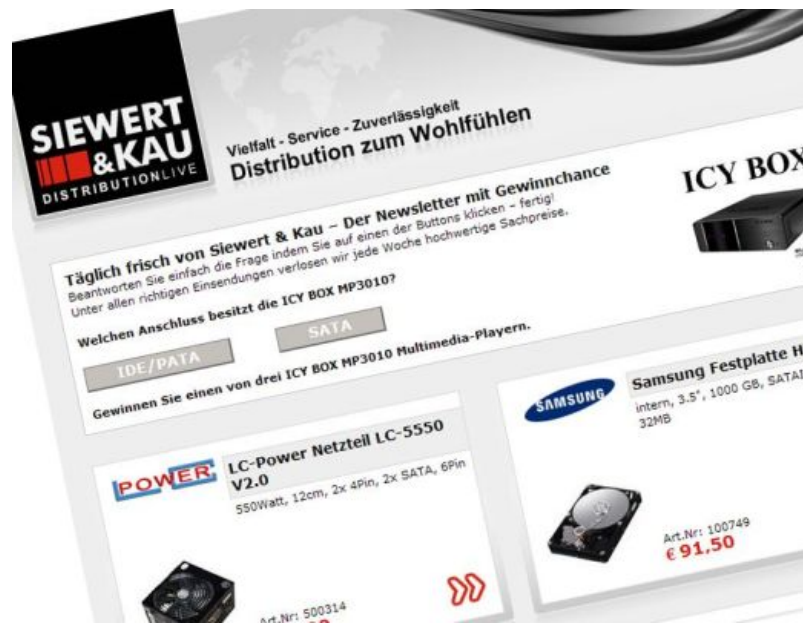 SIEWERT
&KAU
DISTRIBUTIONLIVE
Vielfalt - Service - Zuverlässigkeit
Distribution zum Wohlfühlen
Täglich frisch von Siewert & Kau – Der Newsletter mit Gewinnchance
Beantworten Sie einfach die Frage indem Sie auf einen der Buttons klicken – fertig!
Unter allen richtigen Einsendungen verlosen wir jede Woche hochwertige Sachpreise.
ICY BOX
Welchen Anschluss besitzt die ICY BOX MP3010?
IDE/PATA
SATA
Gewinnen Sie einen von drei ICY BOX MP3010 Multimedia-Playern.
POWER
LC-Power Netzteil LC-5550
V2.0
550Watt, 12cm, 2x 4Pin, 2x SATA, 6Pin
Art.Nr: 500314
SAMSUNG
Samsung Festplatte H
intern, 3.5", 1000 GB, SATAI
32MB
Art.Nr: 100749
€ 91,50